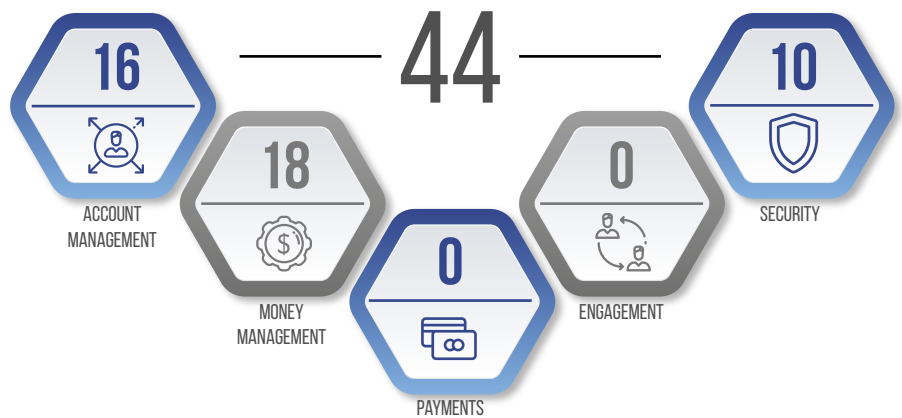 44
16
ACCOUNT
MANAGEMENT
18
$
MONEY
MANAGEMENT
0
PAYMENTS
0
ENGAGEMENT
10
SECURITY